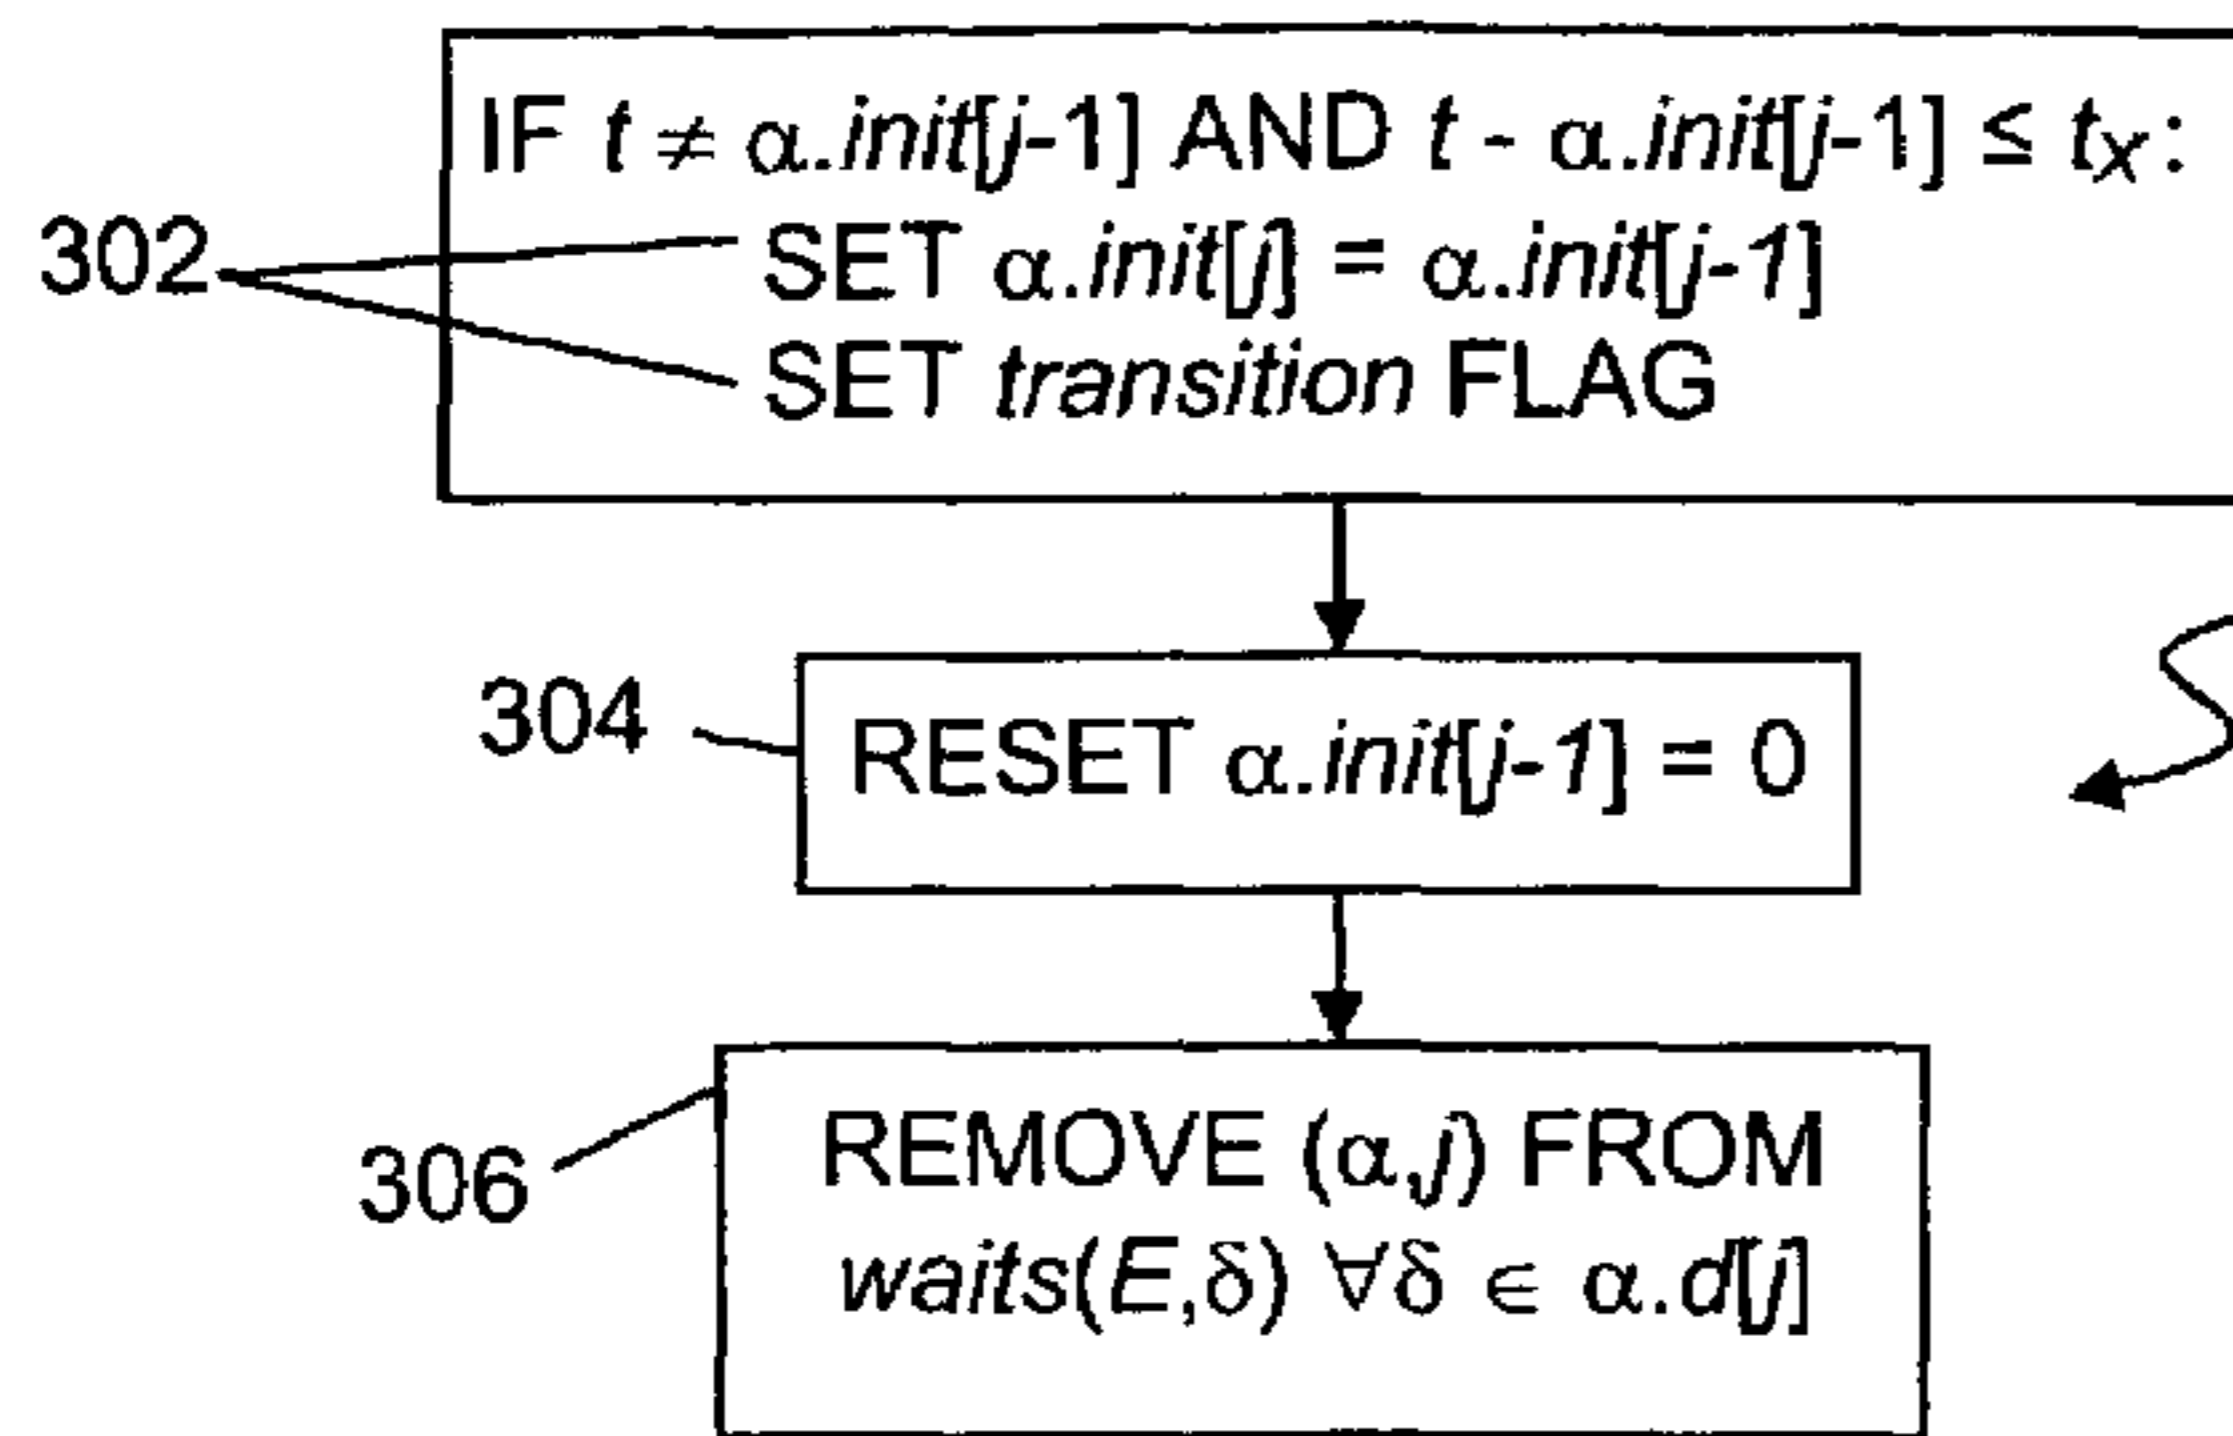 IF t ≠ α.init[j-1] AND t - α.init[j-1] ≤ tX:
302
SET α.init[j] = α.init[j-1]
SET transition FLAG
304
RESET α.init[j-1] = 0
306
REMOVE (α,j) FROM
waits(E,δ) ∀δ ∈ α.d[j]